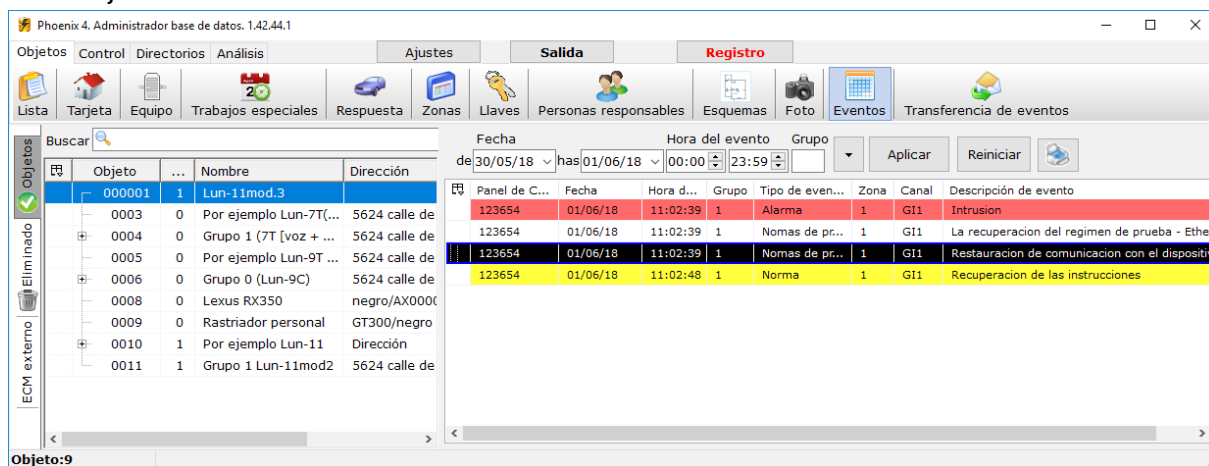 Phoenix 4. Administrador base de datos. 1.42.44.1
Objetos Control Directorios Análisis Ajustes Salida Registro
Lista Tarjeta Equipo Trabajos especiales Respuesta Zonas Llaves Personas responsables Esquemas Foto Eventos Transferencia de eventos
Buscar
Fecha Hora del evento Grupo
de 30/05/18 has 01/06/18 00:00 23:59 Aplicar Reiniciar
Objetos
Eliminado
ECM externo
Objeto ... Nombre Dirección
000001 1 Lun-11mod.3
0003 0 Por ejemplo Lun-7T(... 5624 calle de
0004 0 Grupo 1 (7T [voz + ... 5624 calle de
0005 0 Por ejemplo Lun-9T ... 5624 calle de
0006 0 Grupo 0 (Lun-9C) 5624 calle de
0008 0 Lexus RX350 negro/AX0000
0009 0 Rastriador personal GT300/negro
0010 1 Por ejemplo Lun-11 Dirección
0011 1 Grupo 1 Lun-11mod2 5624 calle de
Panel de C... Fecha Hora d... Grupo Tipo de even... Zona Canal Descripción de evento
123654 01/06/18 11:02:39 1 Alarma 1 GI1 Intrusion
123654 01/06/18 11:02:39 1 Nomas de pr... 1 GI1 La recuperacion del regimen de prueba - Ethe
123654 01/06/18 11:02:39 1 Nomas de pr... 1 GI1 Restauracion de comunicacion con el dispositiv
123654 01/06/18 11:02:48 1 Norma 1 GI1 Recuperacion de las instrucciones
Objeto:9